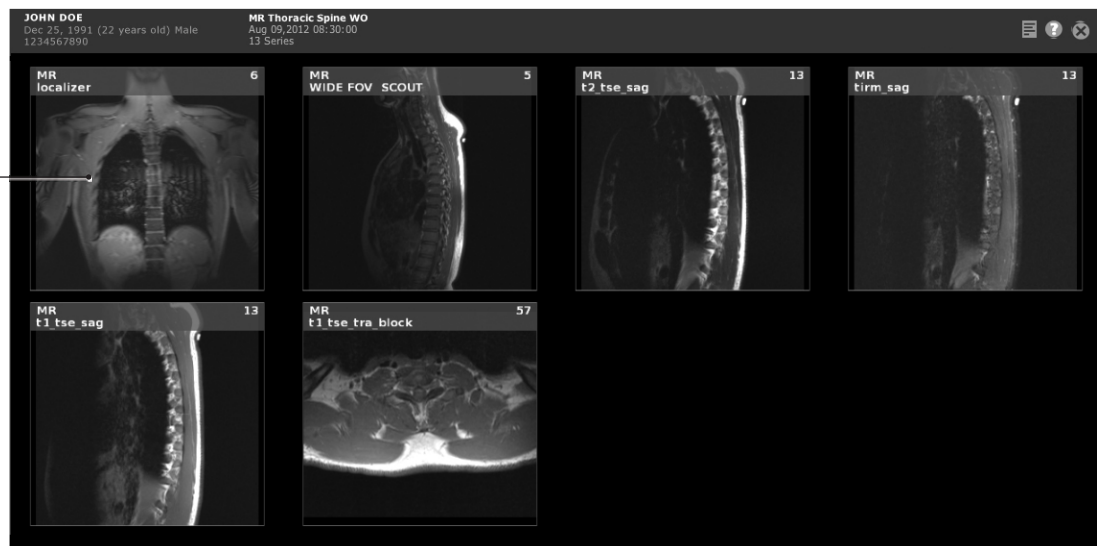 JOHN DOE
Dec 25, 1991 (22 years old) Male
1234567890
MR Thoracic Spine WO
Aug 09,2012 08:30:00
13 Series
?
MR 6
localizer
MR 5
WIDE FOV SCOUT
MR 13
t2_tse_sag
MR 13
tirm_sag
MR 13
t1_tse_sag
MR 57
t1_tse_tra_block